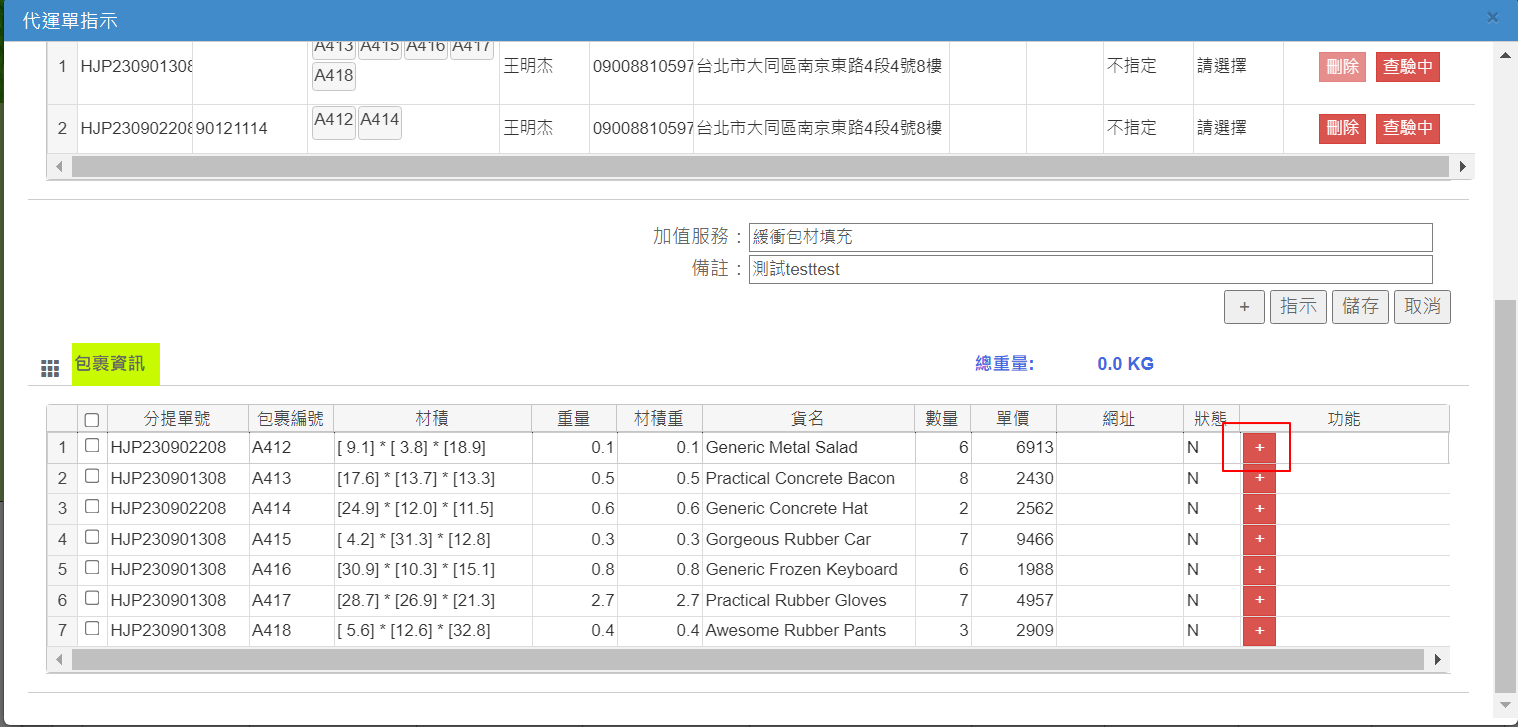 代運單指示 ×
A413 A415 A416 A417
1 HJP230901308 A418 王明杰 09008810597 台北市大同區南京東路4段4號8樓 不指定 請選擇 刪除 查驗中
2 HJP230902208 90121114 A412 A414 王明杰 09008810597 台北市大同區南京東路4段4號8樓 不指定 請選擇 刪除 查驗中
加值服務 : 緩衝包材填充
備註 : 測試testtest
+ 指示 儲存 取消
包裹資訊 總重量: 0.0 KG
分提單號 包裹編號 材積 重量 材積重 貨名 數量 單價 網址 狀態 功能
1 HJP230902208 A412 [ 9.1] * [ 3.8] * [18.9] 0.1 0.1 Generic Metal Salad 6 6913 N +
2 HJP230901308 A413 [17.6] * [13.7] * [13.3] 0.5 0.5 Practical Concrete Bacon 8 2430 N +
3 HJP230902208 A414 [24.9] * [12.0] * [11.5] 0.6 0.6 Generic Concrete Hat 2 2562 N +
4 HJP230901308 A415 [ 4.2] * [31.3] * [12.8] 0.3 0.3 Gorgeous Rubber Car 7 9466 N +
5 HJP230901308 A416 [30.9] * [10.3] * [15.1] 0.8 0.8 Generic Frozen Keyboard 6 1988 N +
6 HJP230901308 A417 [28.7] * [26.9] * [21.3] 2.7 2.7 Practical Rubber Gloves 7 4957 N +
7 HJP230901308 A418 [ 5.6] * [12.6] * [32.8] 0.4 0.4 Awesome Rubber Pants 3 2909 N +